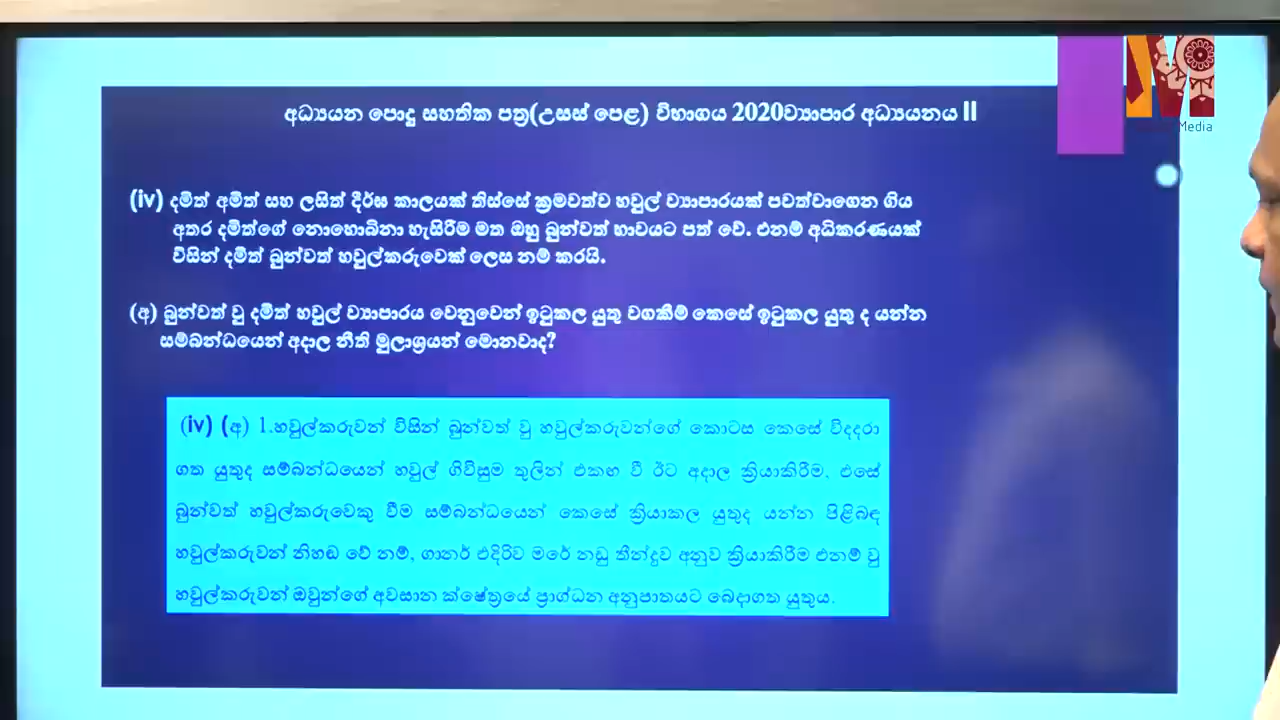 අධ්‍යයන පොදු සහතික පත්‍ර(උසස් පෙළ) විභාගය 2020ව්‍යාපාර අධ්‍යයනය II
Media
(iv) දමිත් අමිත් සහ ලසිත් දීර්ඝ කාලයක් තිස්සේ ක්‍රමවත්ව හවුල් ව්‍යාපාරයක් පවත්වාගෙන ගිය
අතර දමිත්ගේ නොහොබිනා හැසිරීම මත ඔහු බුන්වත් භාවයට පත් වේ. එනම් අධිකරණයක්
විසින් දමිත් බුන්වත් හවුල්කරුවෙක් ලෙස නම් කරයි.
(අ) බුන්වත් වු දමිත් හවුල් ව්‍යාපාරය වෙනුවෙන් ඉටුකල යුතු වගකීම් කෙසේ ඉටුකල යුතු ද යන්න
සම්බන්ධයෙන් අදාල නීති මුලාශ්‍රයන් මොනවාද?
(iv) (අ) 1.හවුල්කරුවන් විසින් බුන්වත් වු හවුල්කරුවන්ගේ කොටස කෙසේ විදදරා
ගත යුතුද සම්බන්ධයෙන් හවුල් ගිවිසුම තුලින් එකඟ වී ඊට අදාල ක්‍රියාකිරීම, එසේ
බුන්වත් හවුල්කරුවෙකු වීම සම්බන්ධයෙන් කෙසේ ක්‍රියාකල යුතුද යන්න පිළිබඳ
හවුල්කරුවන් නිහඬ වේ නම්, ගානර් එදිරිව මරේ නඩු තීන්දුව අනුව ක්‍රියාකිරීම එනම් වු
හවුල්කරුවන් ඔවුන්ගේ අවසාන ක්ෂේත්‍රයේ ප්‍රාග්ධන අනුපාතයට බෙදාගත යුතුය.